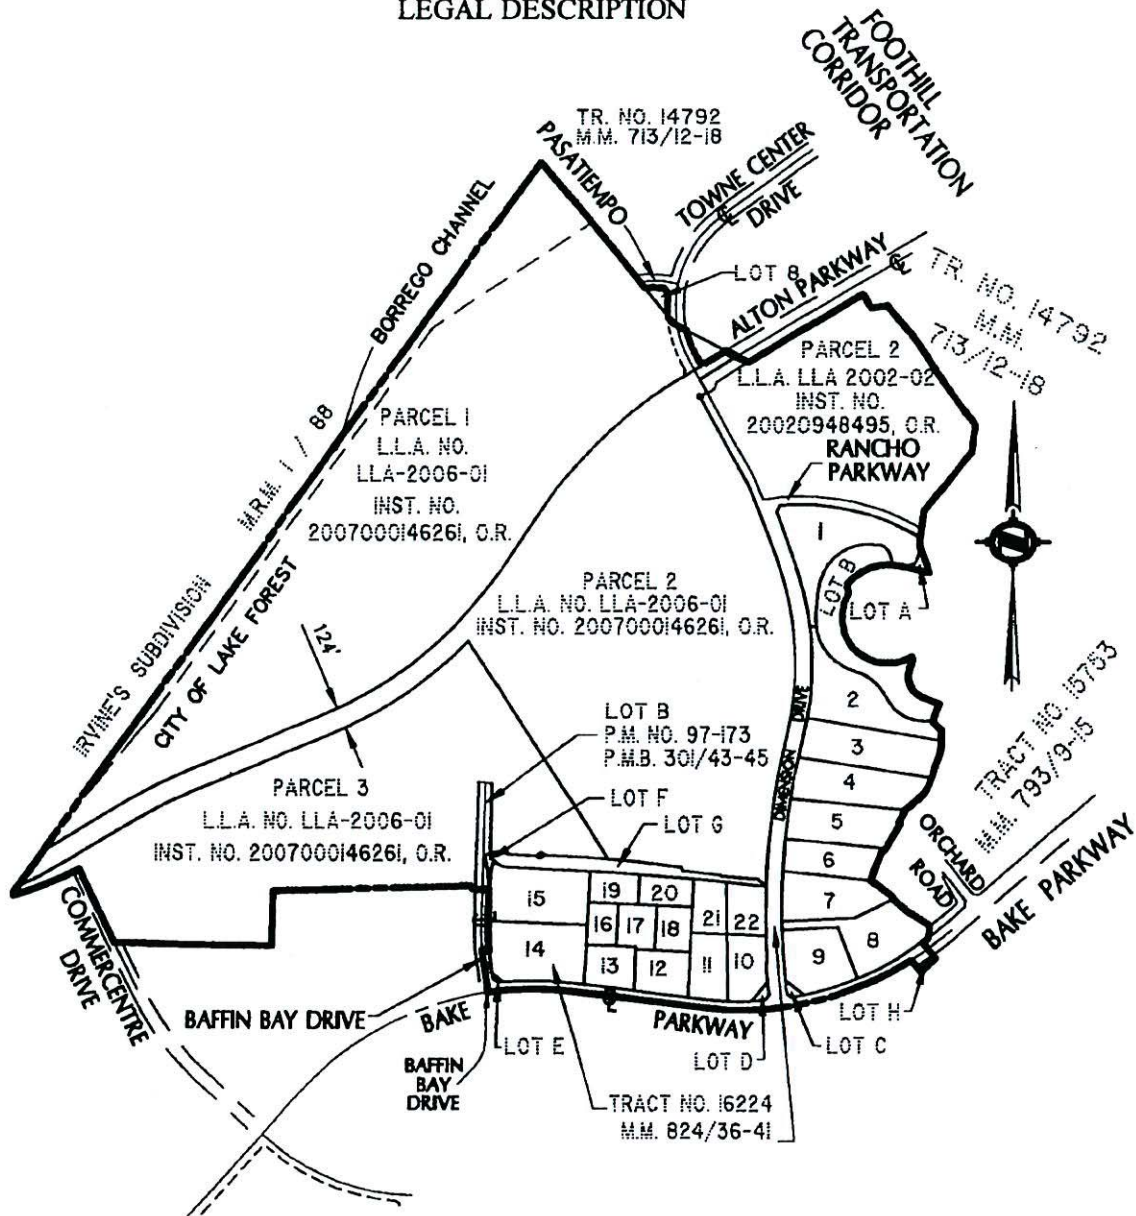 LEGAL DESCRIPTION
FOOTHILL
TRANSPORTATION
CORRIDOR
TR. NO. 14792
M.M. 713/12-18
PASATIEMPO
TOWNE CENTER
DRIVE
LOT 8
ALTON PARKWAY
TR. NO. 14792
M.M.
713/12-18
BORREGO CHANNEL
M.R.M. 1 / 88
IRVINE'S SUBDIVISION
CITY OF LAKE FOREST
PARCEL 1
L.L.A. NO.
LLA-2006-01
INST. NO.
2007000146261, O.R.
PARCEL 2
L.L.A. LLA 2002-02
INST. NO.
20020948495, O.R.
RANCHO
PARKWAY
1
LOT B
LOT A
PARCEL 2
L.L.A. NO. LLA-2006-01
INST. NO. 2007000146261, O.R.
124'
LOT B
P.M. NO. 97-173
P.M.B. 301/43-45
LOT F
LOT G
DIMENSION DRIVE
2
3
4
5
6
7
8
9
TRACT NO. 15753
M.M. 793/9-15
ORCHARD
ROAD
BAKE PARKWAY
PARCEL 3
L.L.A. NO. LLA-2006-01
INST. NO. 2007000146261, O.R.
15
19
20
16
17
18
21
22
14
13
12
11
10
COMMERCENTRE
DRIVE
BAFFIN BAY DRIVE
BAKE
PARKWAY
LOT E
LOT D
LOT C
LOT H
BAFFIN
BAY
DRIVE
TRACT NO. 16224
M.M. 824/36-41